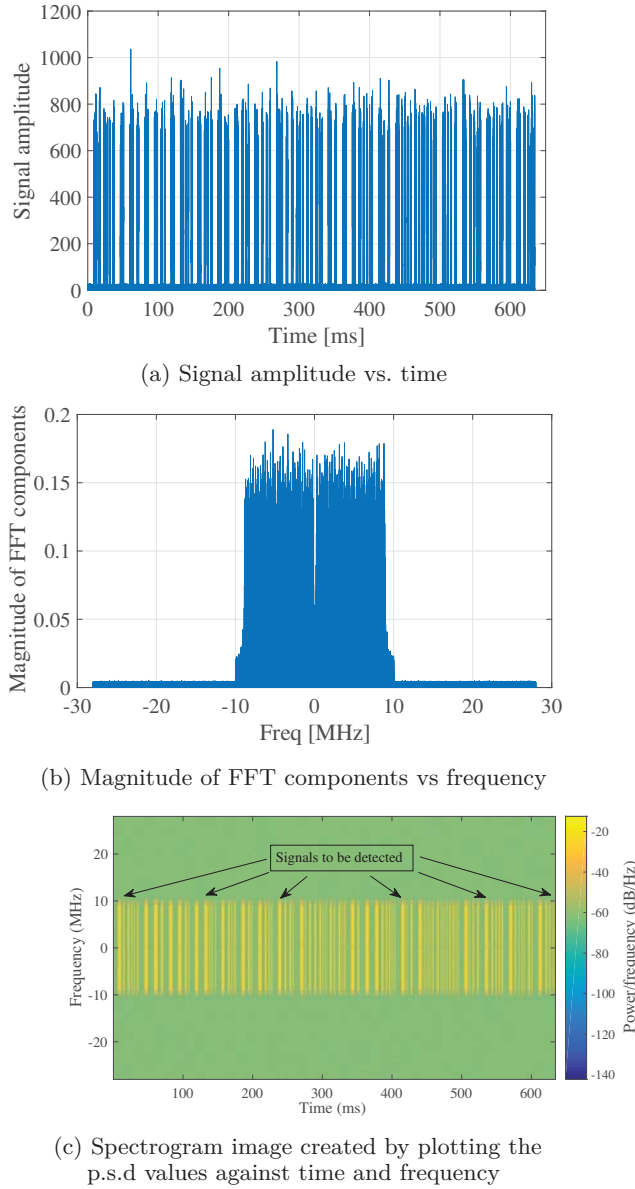 1200
1000
800
600
400
200
0
Signal amplitude
0 100 200 300 400 500 600
Time [ms]
(a) Signal amplitude vs. time
0.2
0.15
0.1
0.05
0
Magnitude of FFT components
-30 -20 -10 0 10 20 30
Freq [MHz]
(b) Magnitude of FFT components vs frequency
Signals to be detected
20
10
0
-10
-20
Frequency (MHz)
100 200 300 400 500 600
Time (ms)
-20
-40
-60
-80
-100
-120
-140
Power/frequency (dB/Hz)
(c) Spectrogram image created by plotting the
p.s.d values against time and frequency